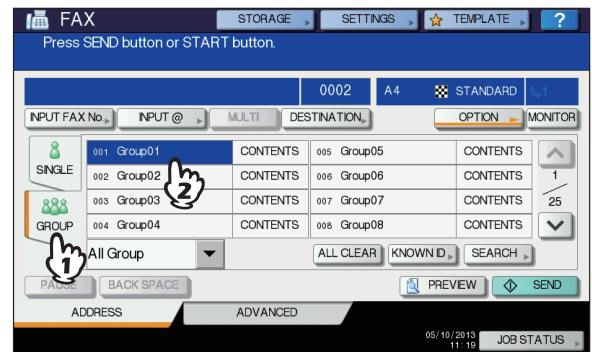 FAX STORAGE SETTINGS TEMPLATE ?
Press SEND button or START button.
0002 A4 STANDARD 1
INPUT FAX No. INPUT @ MULTI DESTINATION OPTION MONITOR
SINGLE
GROUP
001 Group01 CONTENTS 005 Group05 CONTENTS
002 Group02 CONTENTS 006 Group06 CONTENTS
003 Group03 CONTENTS 007 Group07 CONTENTS
004 Group04 CONTENTS 008 Group08 CONTENTS
1
25
2
1
All Group ALL CLEAR KNOWN ID SEARCH
PAUSE BACK SPACE PREVIEW SEND
ADDRESS ADVANCED
05/10/2013
11:19
JOB STATUS